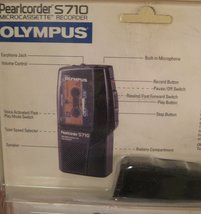 Pearlcorder S710
MICROCASSETTE RECORDER
OLYMPUS
Earphone Jack
Volume Control
Built-in Microphone
OLYMPUS
Record Button
Pause/Off Switch
Rewind/Fast Forward Switch
Play Button
Voice Activated/Fast
Play Mode Switch
Stop Button
Tape Speed Selector
Pearlcorder S710
Speaker
Battery Compartment